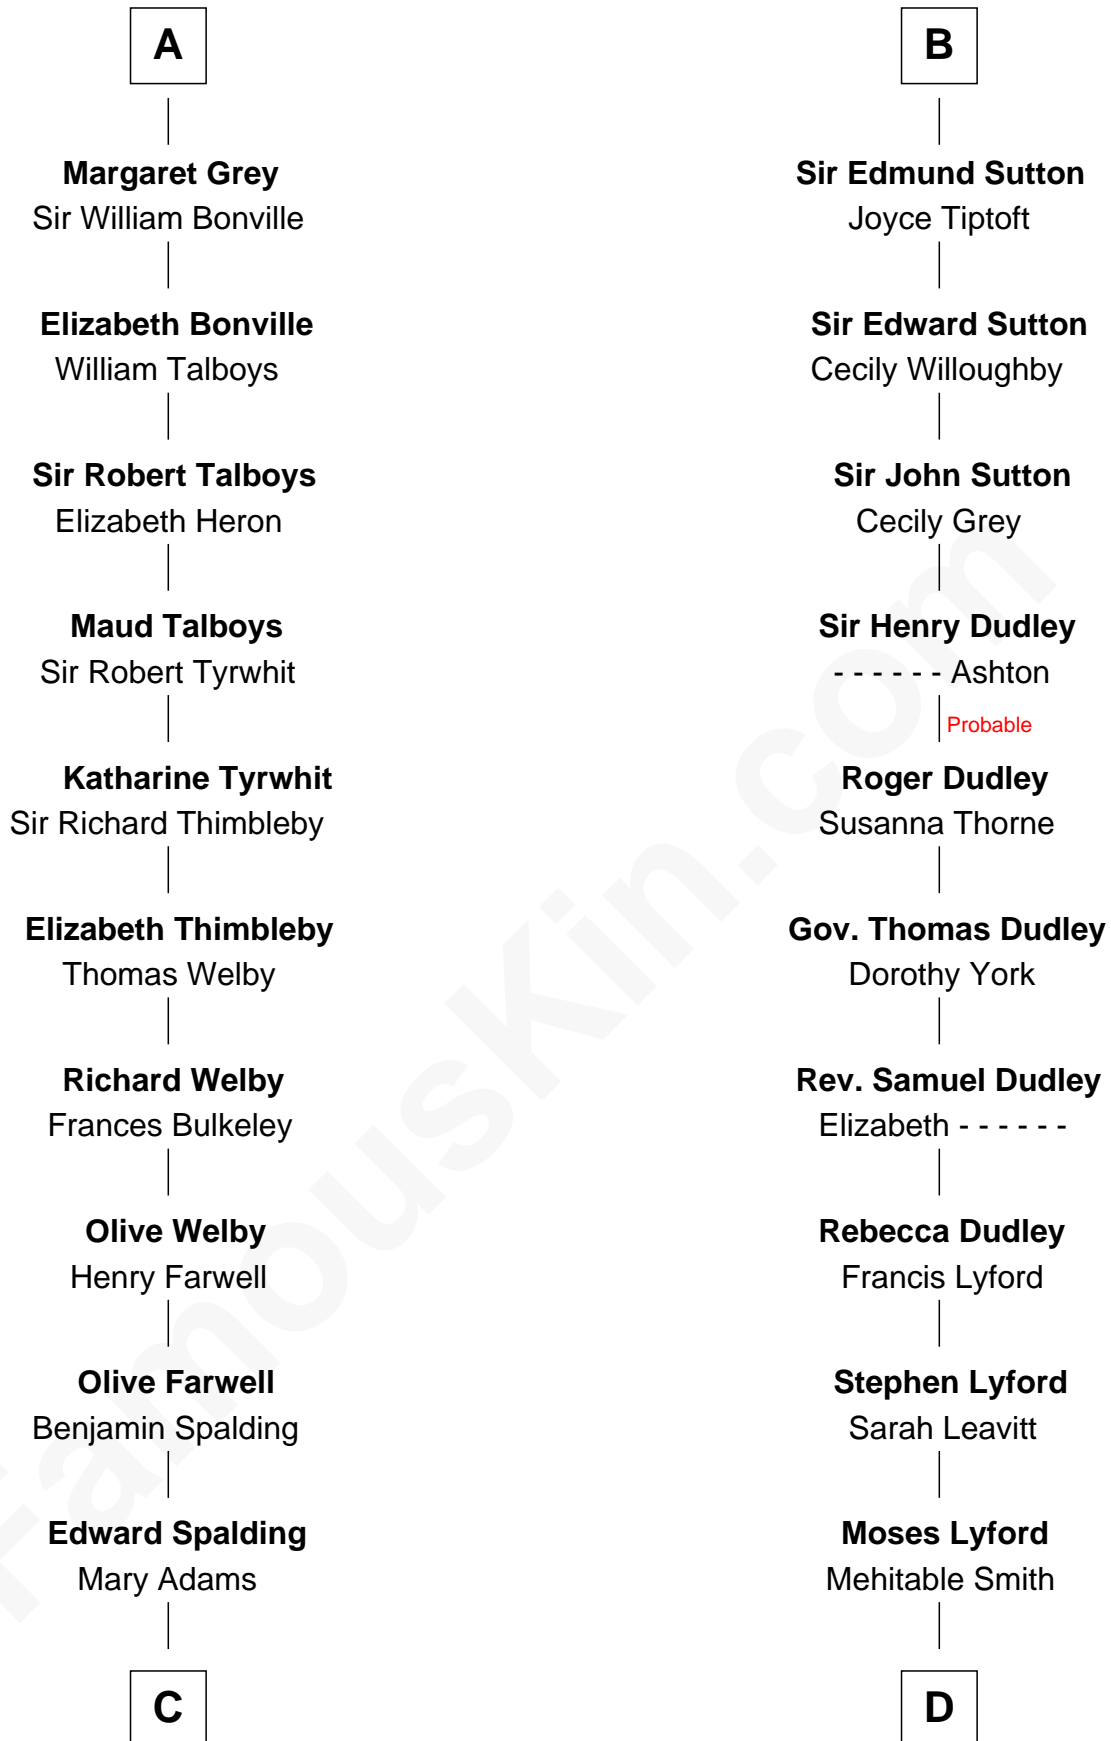 A
Margaret Grey
Sir William Bonville
Elizabeth Bonville
William Talboys
Sir Robert Talboys
Elizabeth Heron
Maud Talboys
Sir Robert Tyrwhit
Katharine Tyrwhit
Sir Richard Thimbleby
Elizabeth Thimbleby
Thomas Welby
Richard Welby
Frances Bulkeley
Olive Welby
Henry Farwell
Olive Farwell
Benjamin Spalding
Edward Spalding
Mary Adams
C
B
Sir Edmund Sutton
Joyce Tiptoft
Sir Edward Sutton
Cecily Willoughby
Sir John Sutton
Cecily Grey
Sir Henry Dudley
- - - - - - Ashton
Probable
Roger Dudley
Susanna Thorne
Gov. Thomas Dudley
Dorothy York
Rev. Samuel Dudley
Elizabeth - - - - - -
Rebecca Dudley
Francis Lyford
Stephen Lyford
Sarah Leavitt
Moses Lyford
Mehitable Smith
D
FamousKin.com